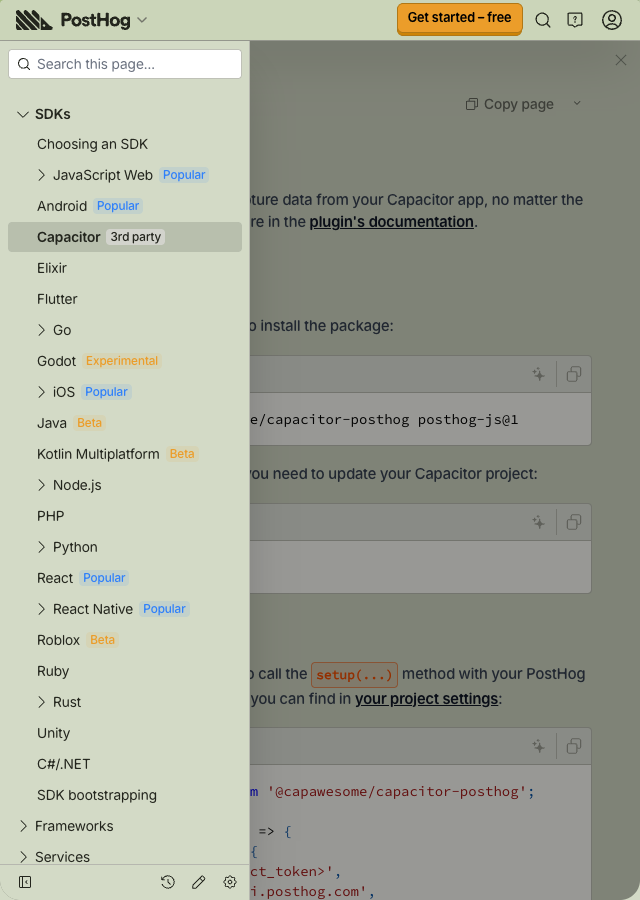 PostHog
Get started – free
Search this page...
Copy page
SDKs
Choosing an SDK
JavaScript Web Popular
Android Popular
Capacitor 3rd party
Elixir
Flutter
Go
Godot Experimental
iOS Popular
Java Beta
Kotlin Multiplatform Beta
Node.js
PHP
Python
React Popular
React Native Popular
Roblox Beta
Ruby
Rust
Unity
C#/.NET
SDK bootstrapping
Frameworks
Services
data from your Capacitor app, no matter the
in the plugin's documentation.
install the package:
/capacitor-posthog posthog-js@1
you need to update your Capacitor project:
call the setup(...) method with your PostHog
you can find in your project settings:
'@capawesome/capacitor-posthog';
=> {
{
ct_token>',
i.posthog.com',